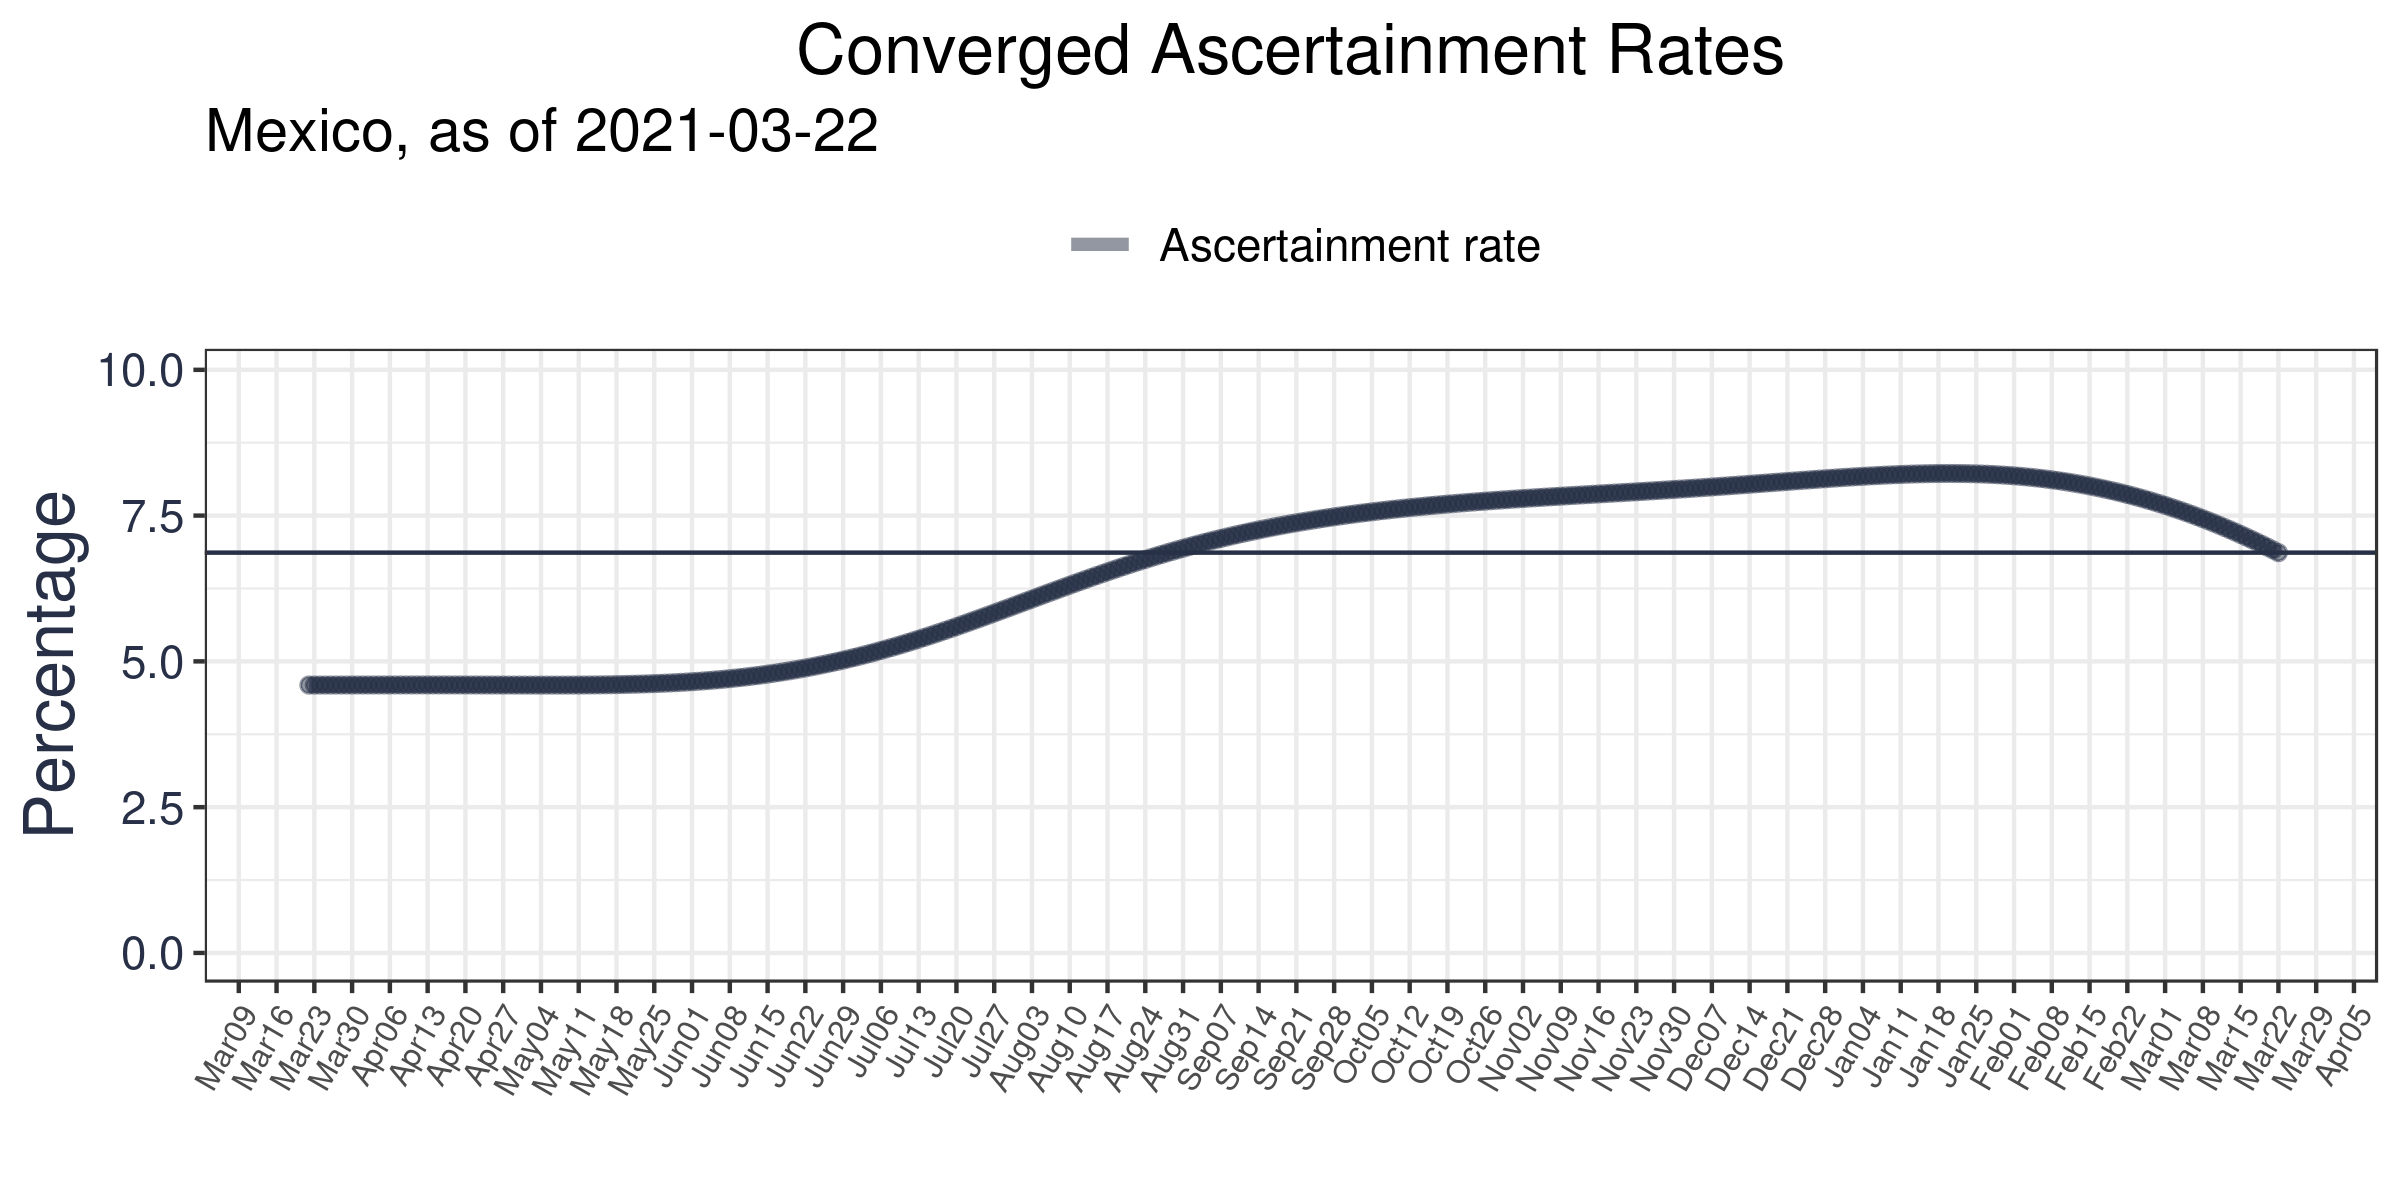 Converged Ascertainment Rates
Mexico, as of 2021-03-22
Ascertainment rate
Percentage
10.0
7.5
5.0
2.5
0.0
Mar09
Mar16
Mar23
Mar30
Apr06
Apr13
Apr20
Apr27
May04
May11
May18
May25
Jun01
Jun08
Jun15
Jun22
Jun29
Jul06
Jul13
Jul20
Jul27
Aug03
Aug10
Aug17
Aug24
Aug31
Sep07
Sep14
Sep21
Sep28
Oct05
Oct12
Oct19
Oct26
Nov02
Nov09
Nov16
Nov23
Nov30
Dec07
Dec14
Dec21
Dec28
Jan04
Jan11
Jan18
Jan25
Feb01
Feb08
Feb15
Feb22
Mar01
Mar08
Mar15
Mar22
Mar29
Apr05